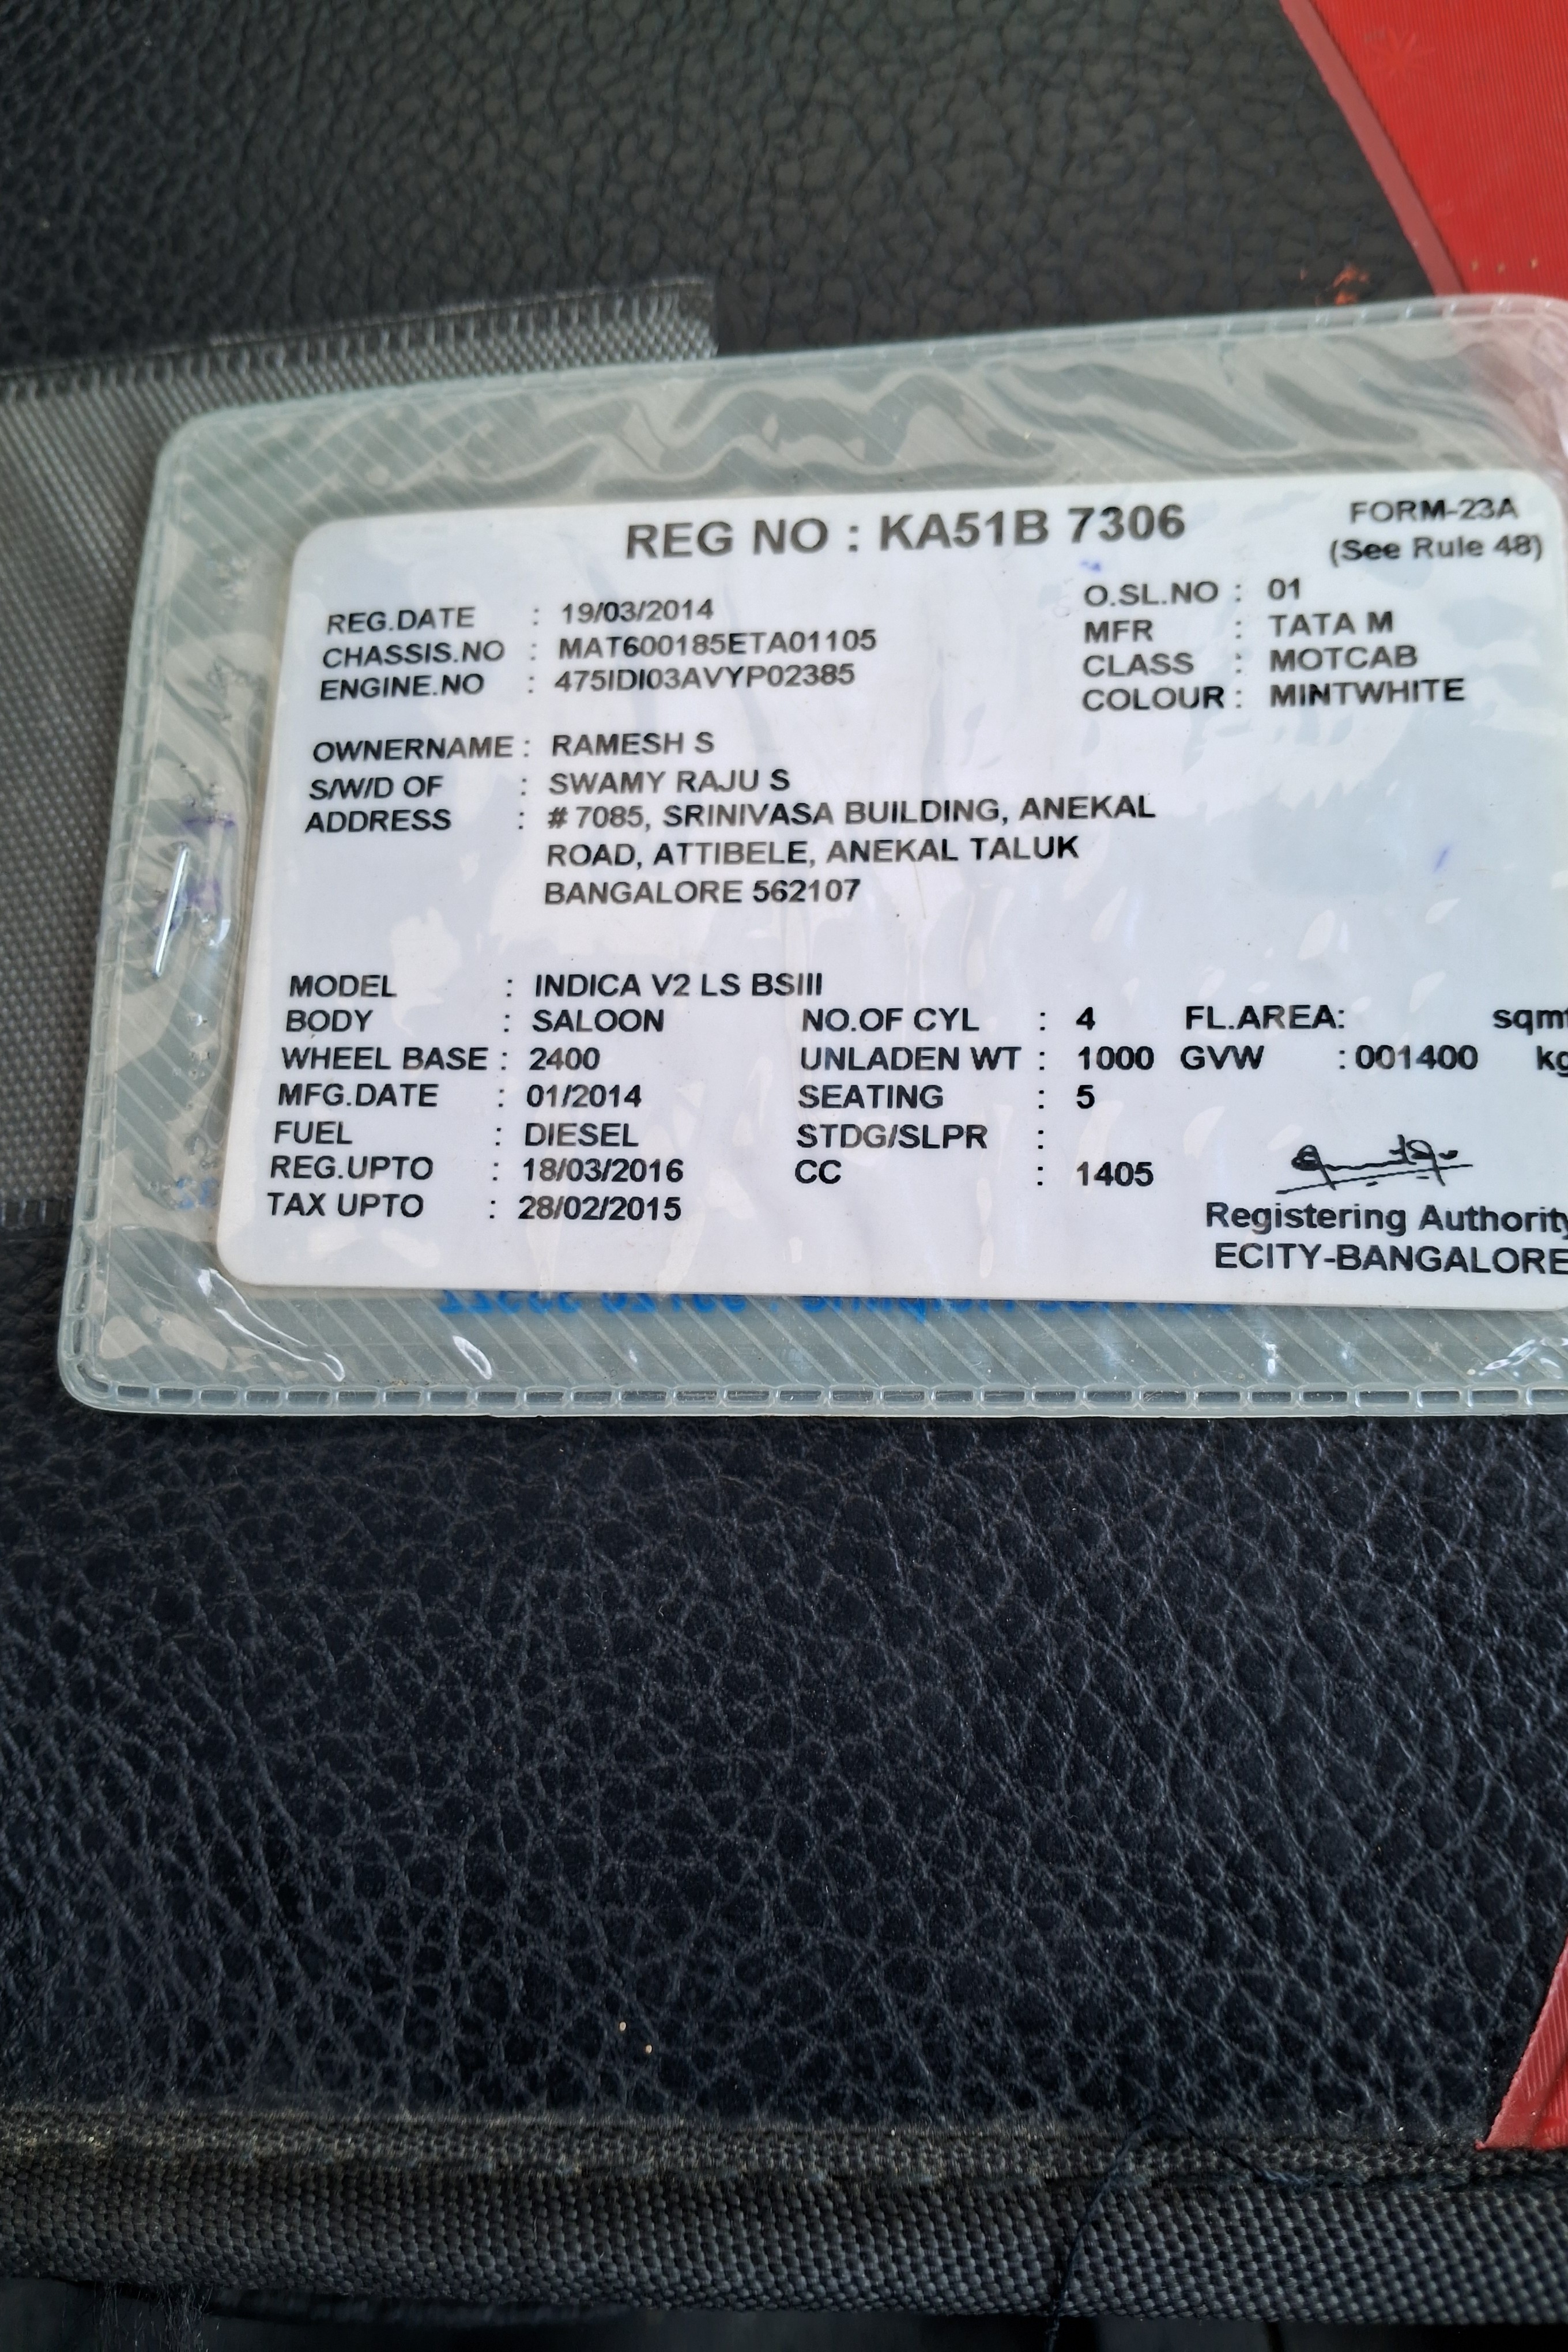 REG NO : KA51B 7306
FORM-23A
(See Rule 48)
REG.DATE : 19/03/2014
CHASSIS.NO : MAT600185ETA01105
ENGINE.NO : 475IDI03AVYP02385
O.SL.NO : 01
MFR : TATA M
CLASS : MOTCAB
COLOUR : MINTWHITE
OWNERNAME : RAMESH S
S/W/D OF : SWAMY RAJU S
ADDRESS : # 7085, SRINIVASA BUILDING, ANEKAL
ROAD, ATTIBELE, ANEKAL TALUK
BANGALORE 562107
MODEL : INDICA V2 LS BSIII
BODY : SALOON NO.OF CYL : 4 FL.AREA: sqmt
WHEEL BASE : 2400 UNLADEN WT : 1000 GVW : 001400 kg
MFG.DATE : 01/2014 SEATING : 5
FUEL : DIESEL STDG/SLPR :
REG.UPTO : 18/03/2016 CC : 1405
TAX UPTO : 28/02/2015
Registering Authority
ECITY-BANGALORE